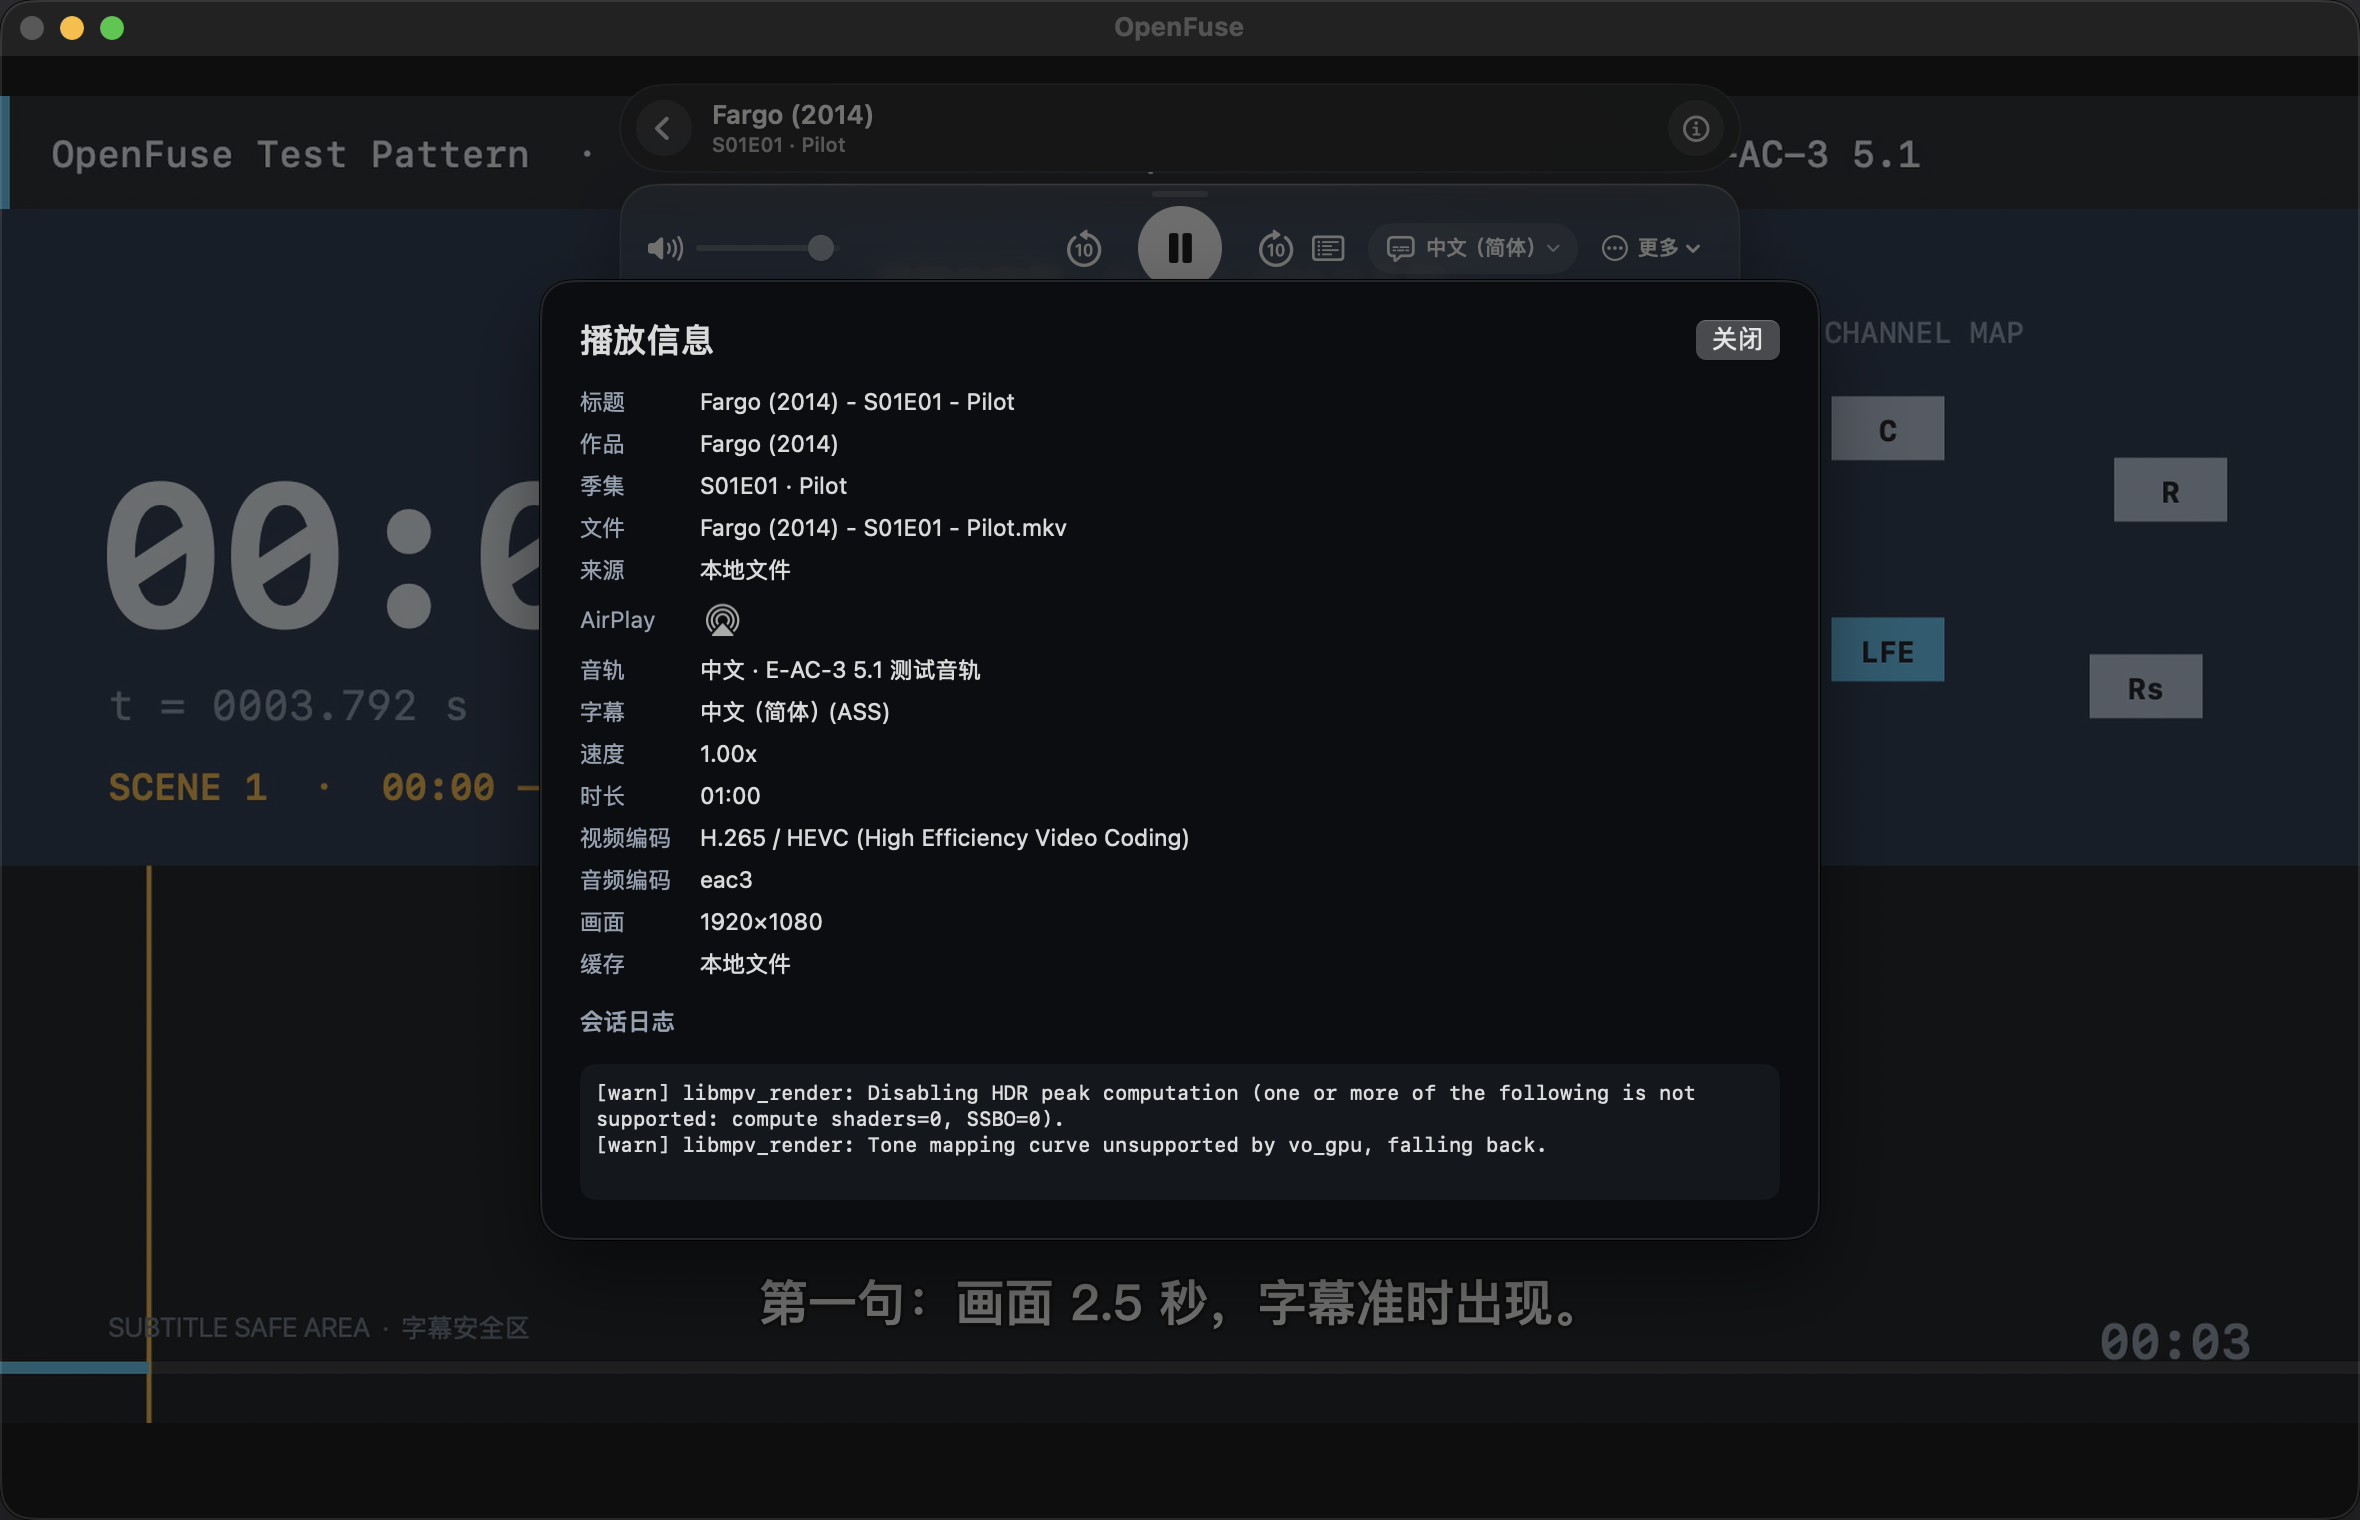 OpenFuse
Fargo (2014)
S01E01 · Pilot
OpenFuse Test Pattern ·
AC-3 5.1
10
10
中文（简体）
更多
CHANNEL MAP
C
R
LFE
Rs
00:0
t = 0003.792 s
SCENE 1 · 00:00 —
播放信息
关闭
标题 Fargo (2014) - S01E01 - Pilot
作品 Fargo (2014)
季集 S01E01 · Pilot
文件 Fargo (2014) - S01E01 - Pilot.mkv
来源 本地文件
AirPlay
音轨 中文 · E-AC-3 5.1 测试音轨
字幕 中文（简体）(ASS)
速度 1.00x
时长 01:00
视频编码 H.265 / HEVC (High Efficiency Video Coding)
音频编码 eac3
画面 1920×1080
缓存 本地文件
会话日志
[warn] libmpv_render: Disabling HDR peak computation (one or more of the following is not
supported: compute shaders=0, SSBO=0).
[warn] libmpv_render: Tone mapping curve unsupported by vo_gpu, falling back.
第一句：画面 2.5 秒，字幕准时出现。
SUBTITLE SAFE AREA · 字幕安全区
00:03